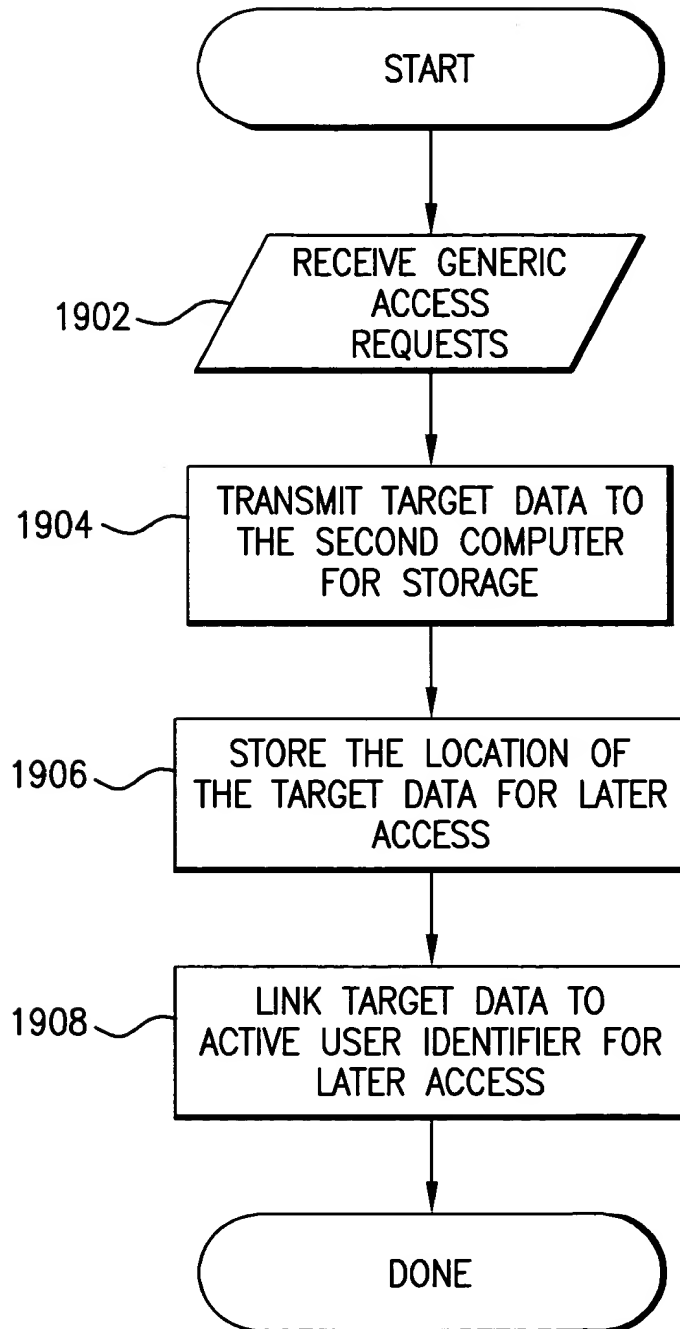 START
1902
RECEIVE GENERIC
ACCESS
REQUESTS
1904
TRANSMIT TARGET DATA TO
THE SECOND COMPUTER
FOR STORAGE
1906
STORE THE LOCATION OF
THE TARGET DATA FOR LATER
ACCESS
1908
LINK TARGET DATA TO
ACTIVE USER IDENTIFIER FOR
LATER ACCESS
DONE